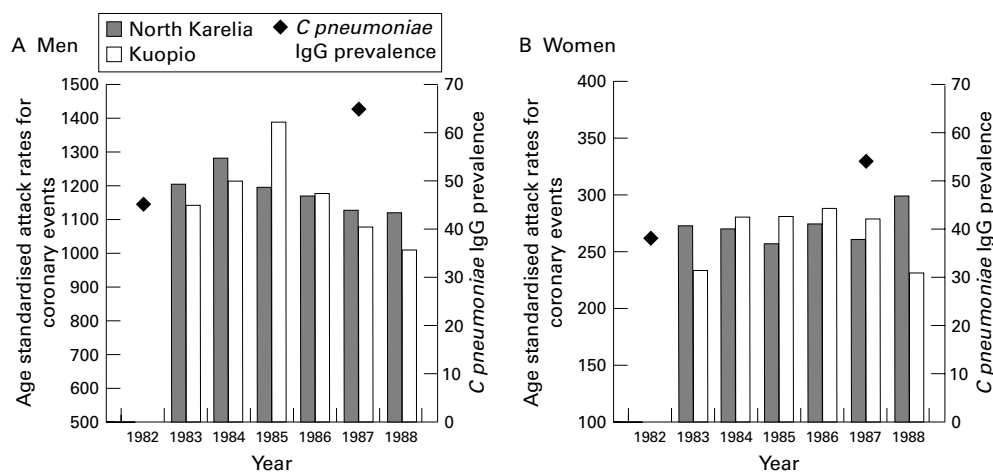 North Karelia
Kuopio
C pneumoniae
IgG prevalence
A Men
Age standardised attack rates for
coronary events
1500
1400
1300
1200
1100
1000
900
800
700
600
500
70
60
50
40
30
20
10
0
C pneumoniae IgG prevalence
1982 1983 1984 1985 1986 1987 1988
Year
B Women
Age standardised attack rates for
coronary events
400
350
300
250
200
150
100
70
60
50
40
30
20
10
0
C pneumoniae IgG prevalence
1982 1983 1984 1985 1986 1987 1988
Year